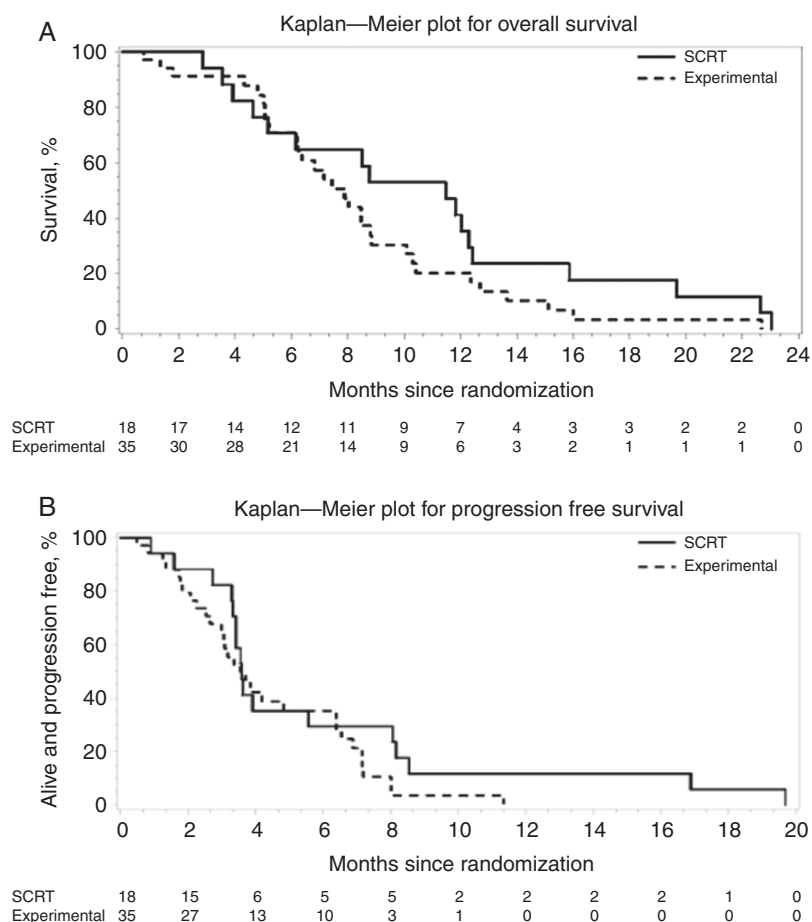 A
Kaplan—Meier plot for overall survival
SCRT
Experimental
Survival, %
100
80
60
40
20
0
0 2 4 6 8 10 12 14 16 18 20 22 24
Months since randomization
SCRT 18 17 14 12 11 9 7 4 3 3 2 2 0
Experimental 35 30 28 21 14 9 6 3 2 1 1 1 0
B
Kaplan—Meier plot for progression free survival
SCRT
Experimental
Alive and progression free, %
100
80
60
40
20
0
0 2 4 6 8 10 12 14 16 18 20
Months since randomization
SCRT 18 15 6 5 5 2 2 2 2 1 0
Experimental 35 27 13 10 3 1 0 0 0 0 0